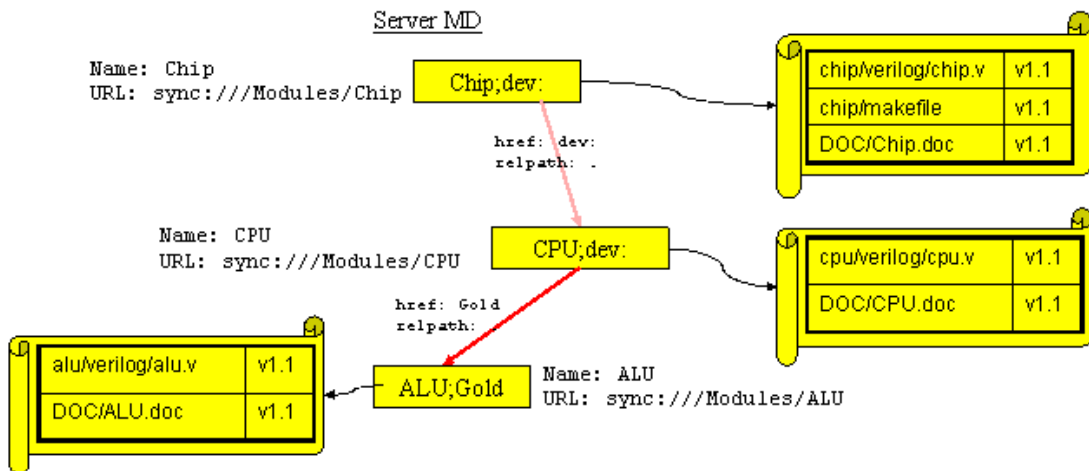 Server MD
Name: Chip
URL: sync:///Modules/Chip
Chip;dev:
chip/verilog/chip.v v1.1
chip/makefile v1.1
DOC/Chip.doc v1.1
href: dev:
relpath: .
Name: CPU
URL: sync:///Modules/CPU
CPU;dev:
cpu/verilog/cpu.v v1.1
DOC/CPU.doc v1.1
href: Gold
relpath:
alu/verilog/alu.v v1.1
DOC/ALU.doc v1.1
ALU;Gold
Name: ALU
URL: sync:///Modules/ALU